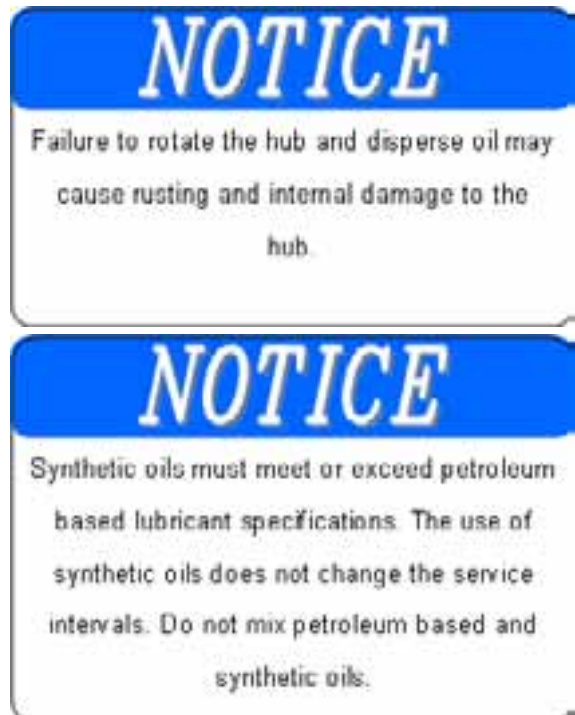 NOTICE
Failure to rotate the hub and disperse oil may
cause rusting and internal damage to the
hub.
NOTICE
Synthetic oils must meet or exceed petroleum
based lubricant specifications. The use of
synthetic oils does not change the service
intervals. Do not mix petroleum based and
synthetic oils.